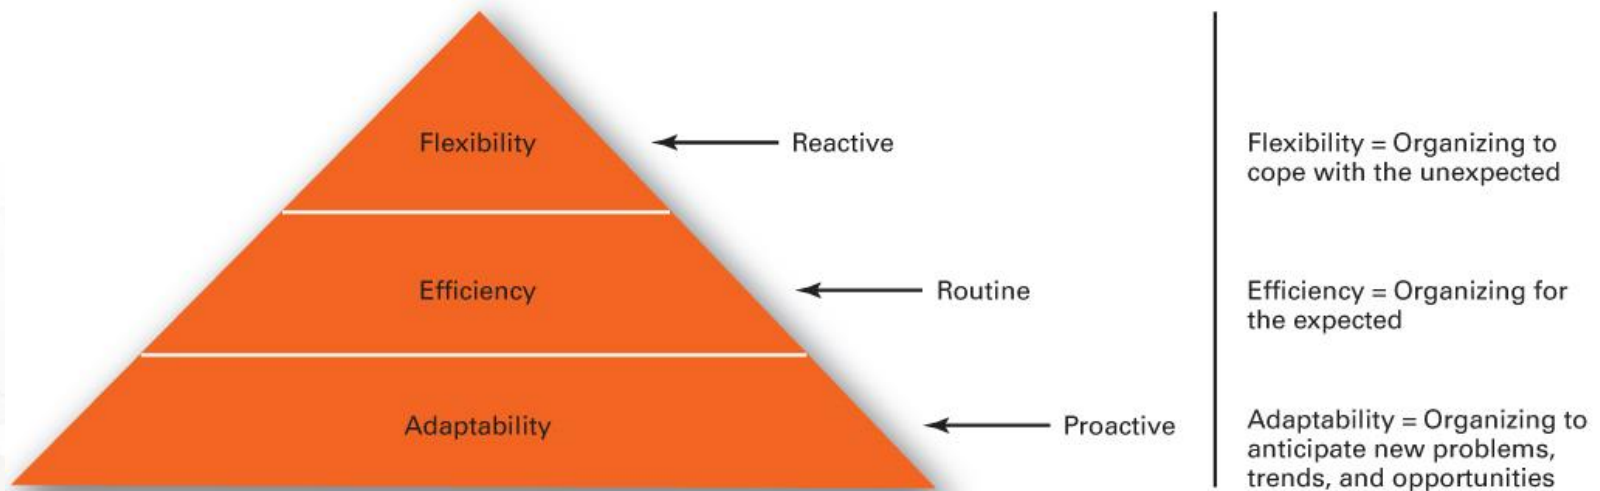 Flexibility
Reactive
Flexibility = Organizing to
cope with the unexpected
Efficiency
Routine
Efficiency = Organizing for
the expected
Adaptability
Proactive
Adaptability = Organizing to
anticipate new problems,
trends, and opportunities